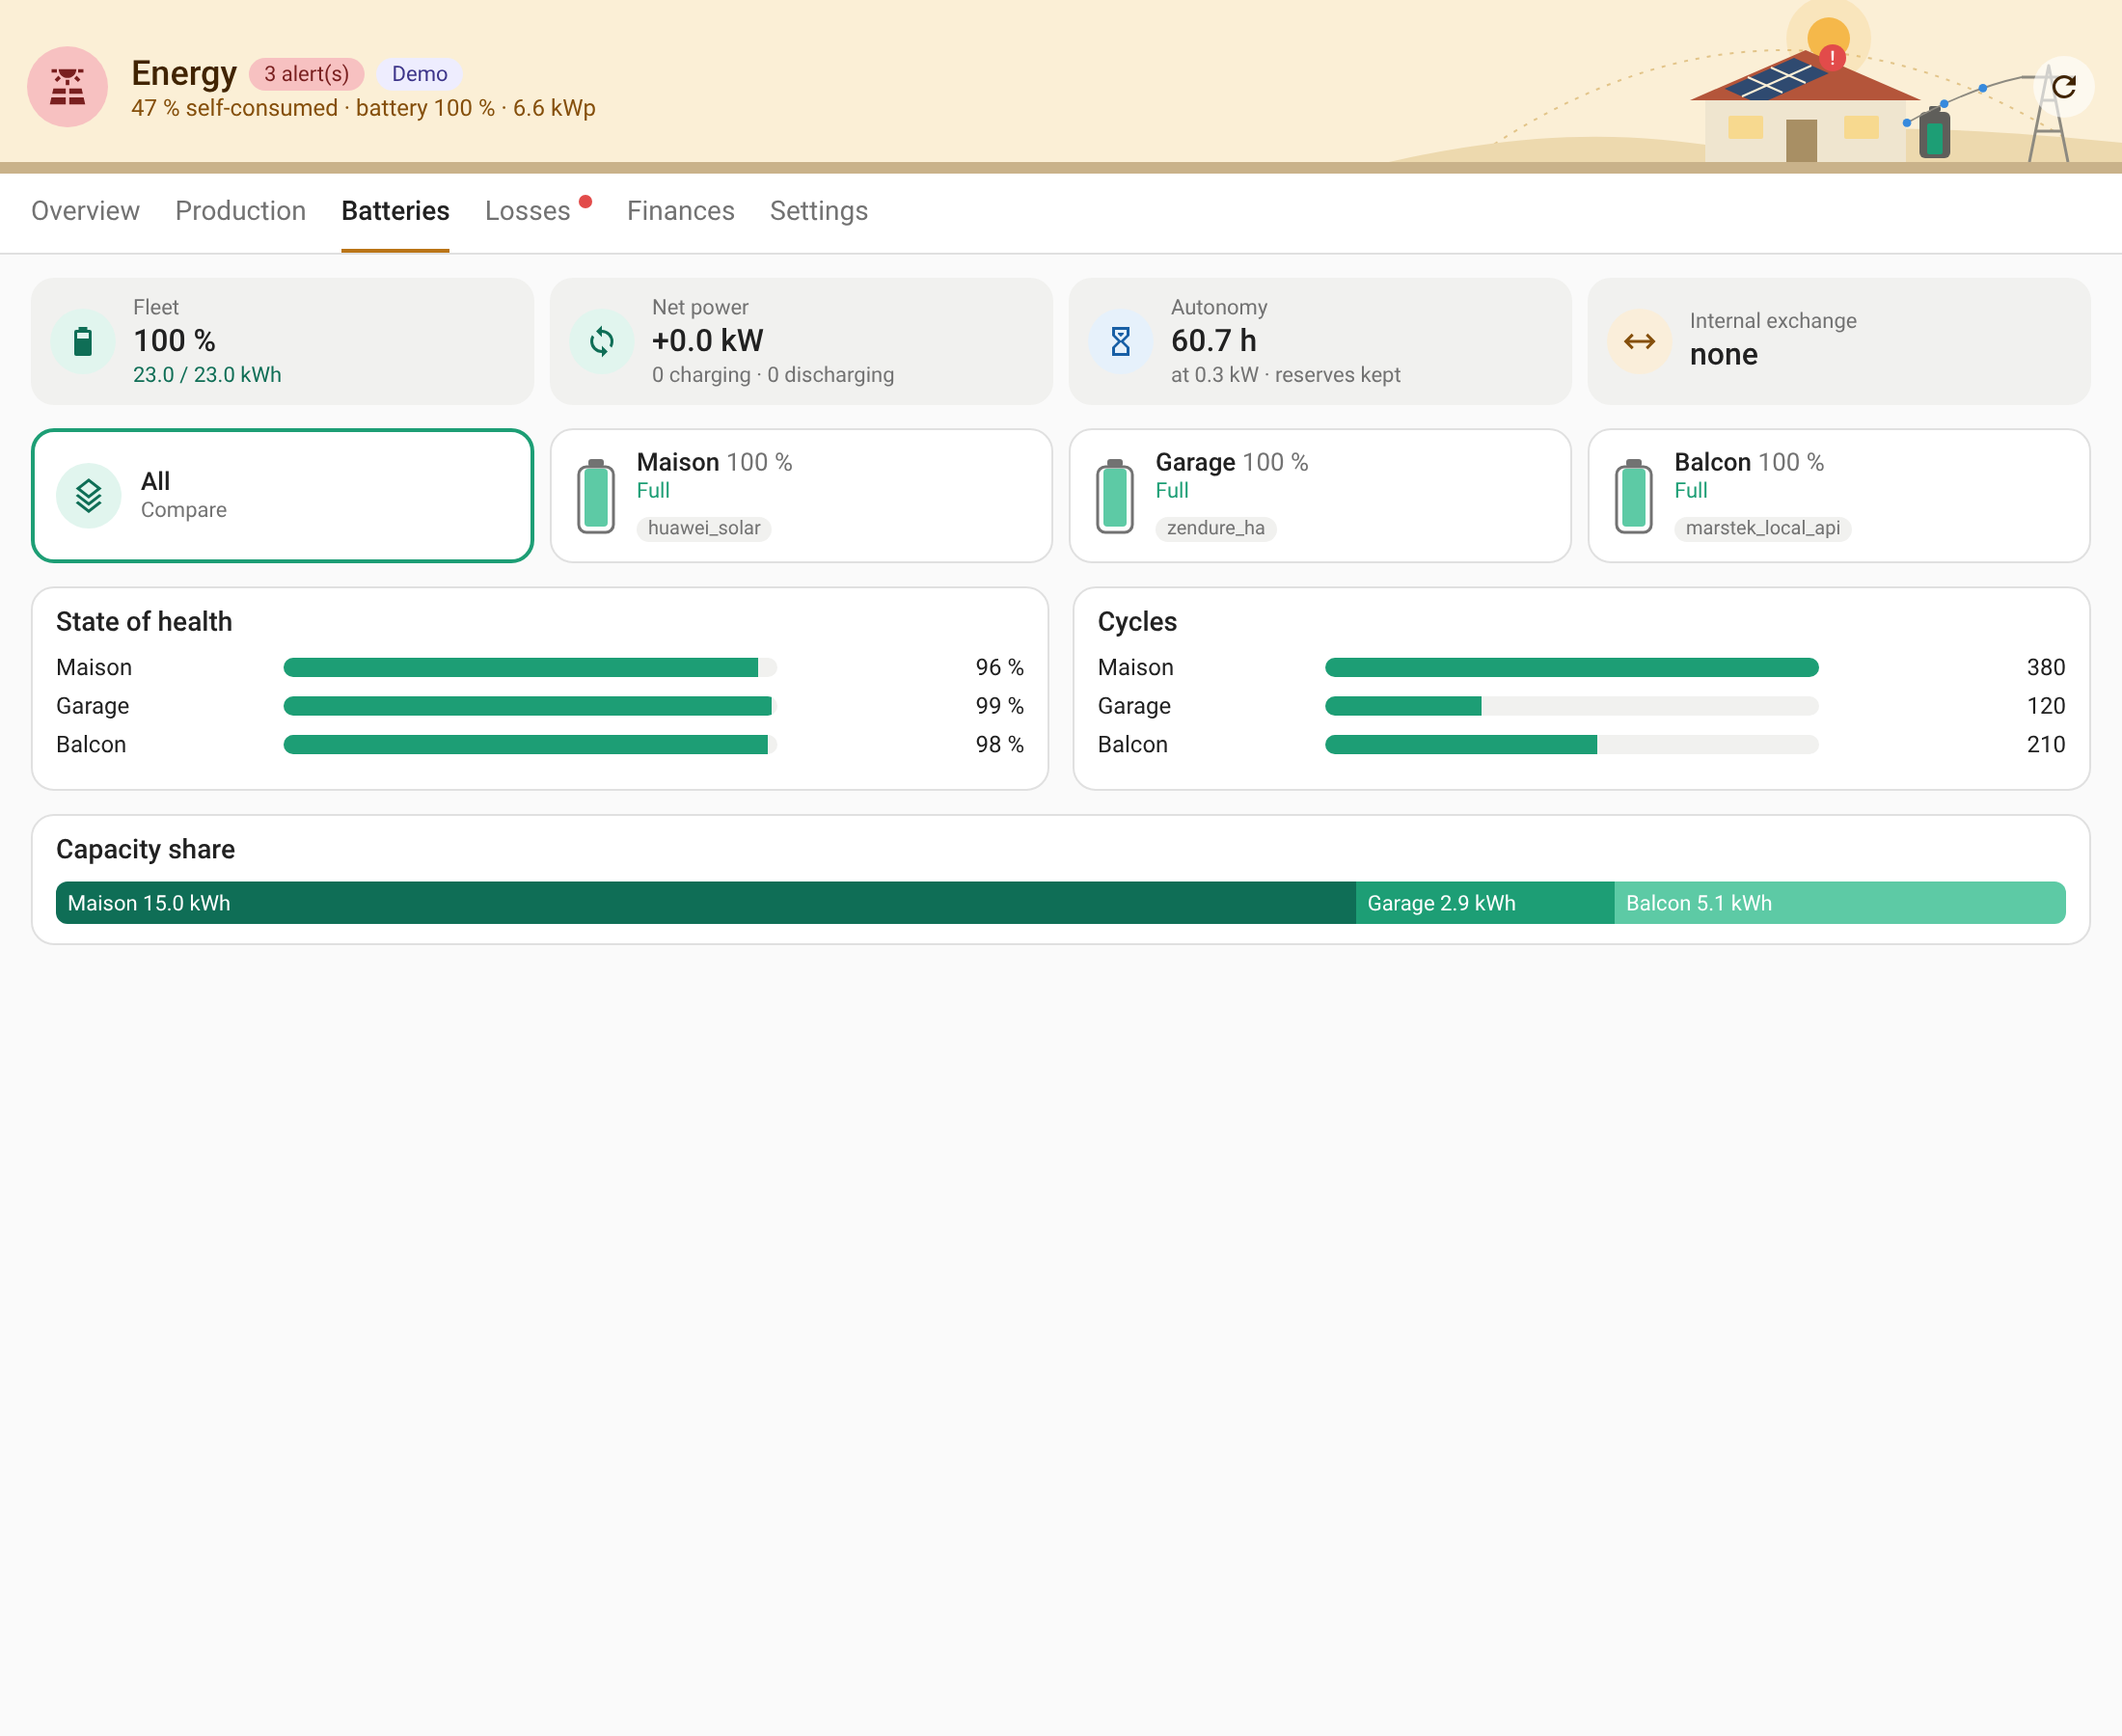 Energy 3 alert(s) Demo
47 % self-consumed · battery 100 % · 6.6 kWp
!
Overview Production Batteries Losses Finances Settings
Fleet
100 %
23.0 / 23.0 kWh
Net power
+0.0 kW
0 charging · 0 discharging
Autonomy
60.7 h
at 0.3 kW · reserves kept
Internal exchange
none
All
Compare
Maison 100 %
Full
huawei_solar
Garage 100 %
Full
zendure_ha
Balcon 100 %
Full
marstek_local_api
State of health
Maison 96 %
Garage 99 %
Balcon 98 %
Cycles
Maison 380
Garage 120
Balcon 210
Capacity share
Maison 15.0 kWh Garage 2.9 kWh Balcon 5.1 kWh